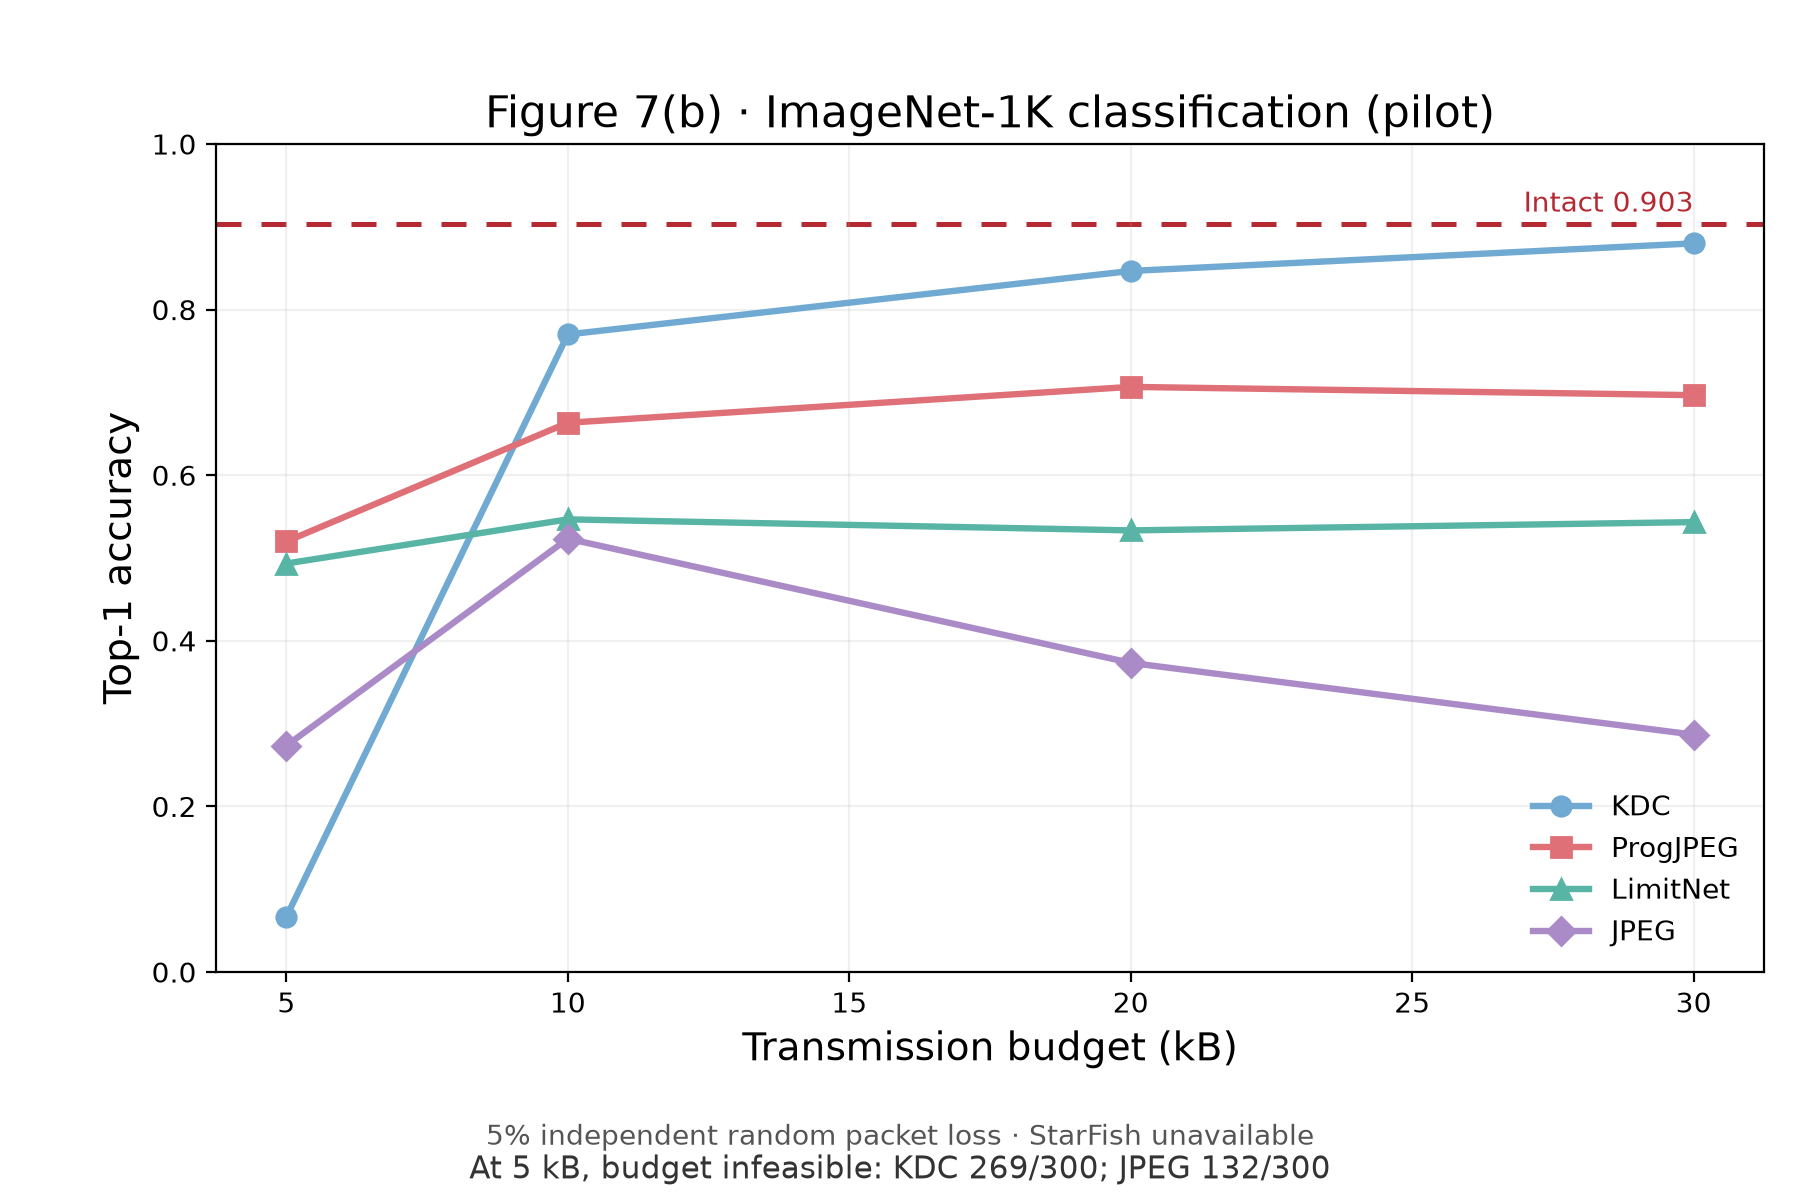 Figure 7(b) · ImageNet-1K classification (pilot)
1.0
0.8
0.6
0.4
0.2
0.0
Top-1 accuracy
Intact 0.903
KDC
ProgJPEG
LimitNet
JPEG
5 10 15 20 25 30
Transmission budget (kB)
5% independent random packet loss · StarFish unavailable
At 5 kB, budget infeasible: KDC 269/300; JPEG 132/300